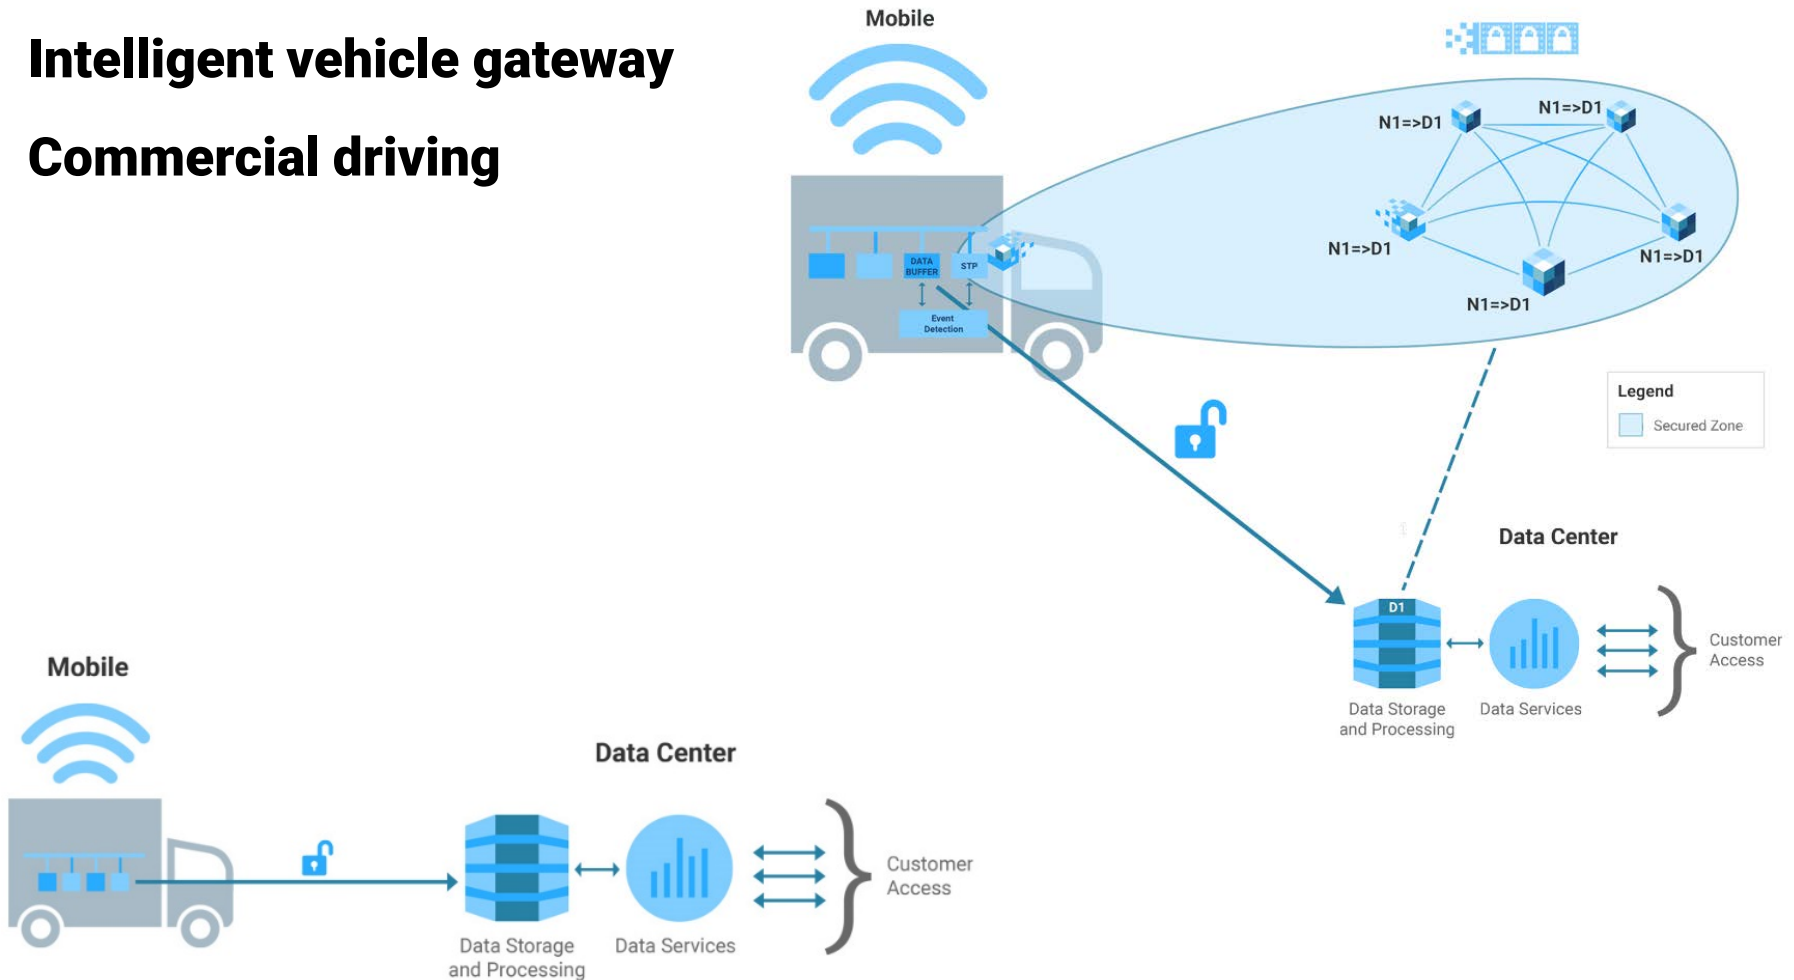 Intelligent vehicle gateway
Commercial driving
Mobile
N1=>D1
N1=>D1
N1=>D1
N1=>D1
N1=>D1
DATA
BUFFER
STP
Event
Detection
Legend
Secured Zone
Data Center
D1
Customer
Access
Data Storage
and Processing
Data Services
Mobile
Data Center
Customer
Access
Data Storage
and Processing
Data Services